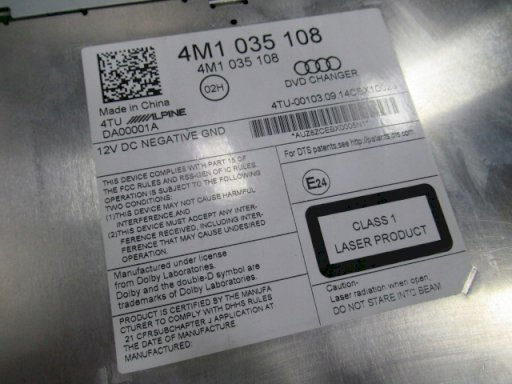 4M1 035 108
4M1 035 108
02H
DVD CHANGER
Made in China
4TU ALPINE
DA00001A
4TU-00103.09
12V DC NEGATIVE GND
*AUZ6ZCEBX0005N1*
For DTS patents, see http://patents.dts.com
E24
THIS DEVICE COMPLIES WITH PART 15 OF
THE FCC RULES AND RSS-GEN OF IC RULES.
OPERATION IS SUBJECT TO THE FOLLOWING
TWO CONDITIONS:
(1)THIS DEVICE MAY NOT CAUSE HARMFUL
INTERFERENCE,AND
(2)THIS DEVICE MUST ACCEPT ANY INTER-
FERENCE RECEIVED, INCLUDING INTER-
FERENCE THAT MAY CAUSE UNDESIRED
OPERATION.
CLASS 1
LASER PRODUCT
Manufactured under license
from Dolby Laboratories.
Dolby and the double-D symbol are
trademarks of Dolby Laboratories.
Caution-
Laser radiation when open.
DO NOT STARE INTO BEAM
PRODUCT IS CERTIFIED BY THE MANUFA
CTURER TO COMPLY WITH DHHS RULES
21 CFRSUBCHAPTER J APPLICATION AT
THE DATE OF MANUFACTURE
MANUFACTURED: